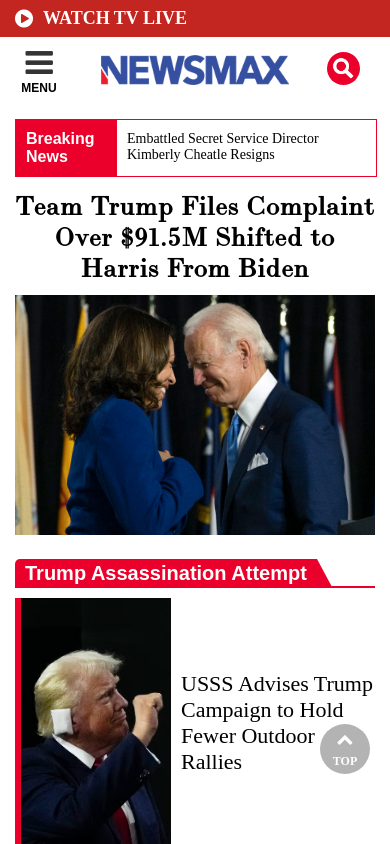 WATCH TV LIVE
MENU
NEWSMAX
Breaking
News
Embattled Secret Service Director
Kimberly Cheatle Resigns
Team Trump Files Complaint
Over $91.5M Shifted to
Harris From Biden
Trump Assassination Attempt
USSS Advises Trump
Campaign to Hold
Fewer Outdoor
Rallies
TOP